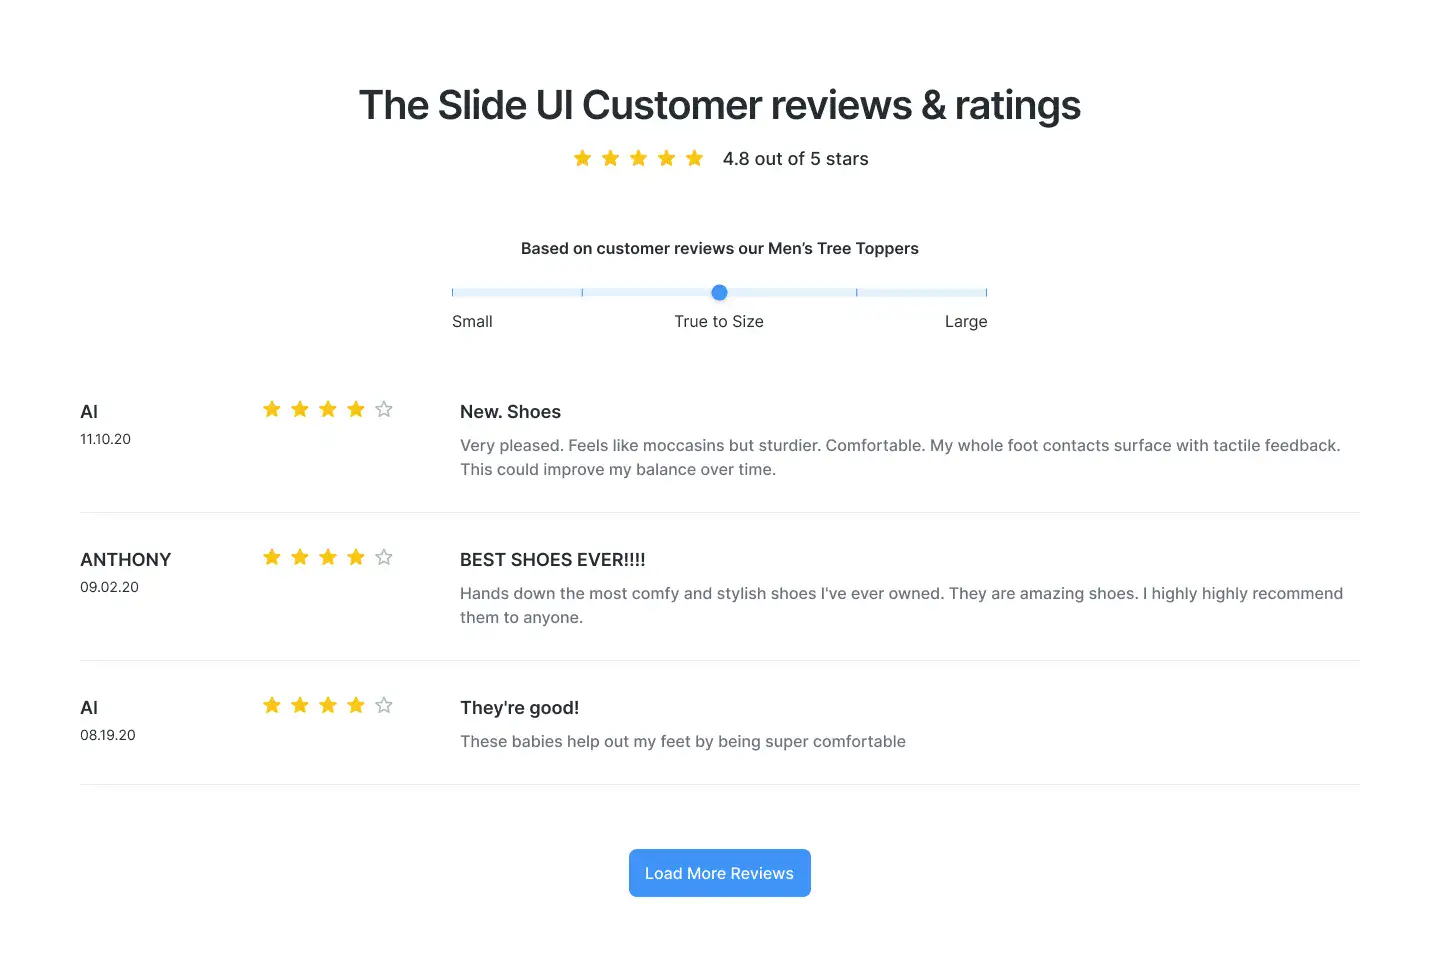 The Slide UI Customer reviews & ratings
4.8 out of 5 stars
Based on customer reviews our Men’s Tree Toppers
Small
True to Size
Large
Al
11.10.20
New. Shoes
Very pleased. Feels like moccasins but sturdier. Comfortable. My whole foot contacts surface with tactile feedback.
This could improve my balance over time.
ANTHONY
09.02.20
BEST SHOES EVER!!!!
Hands down the most comfy and stylish shoes I've ever owned. They are amazing shoes. I highly highly recommend
them to anyone.
Al
08.19.20
They're good!
These babies help out my feet by being super comfortable
Load More Reviews